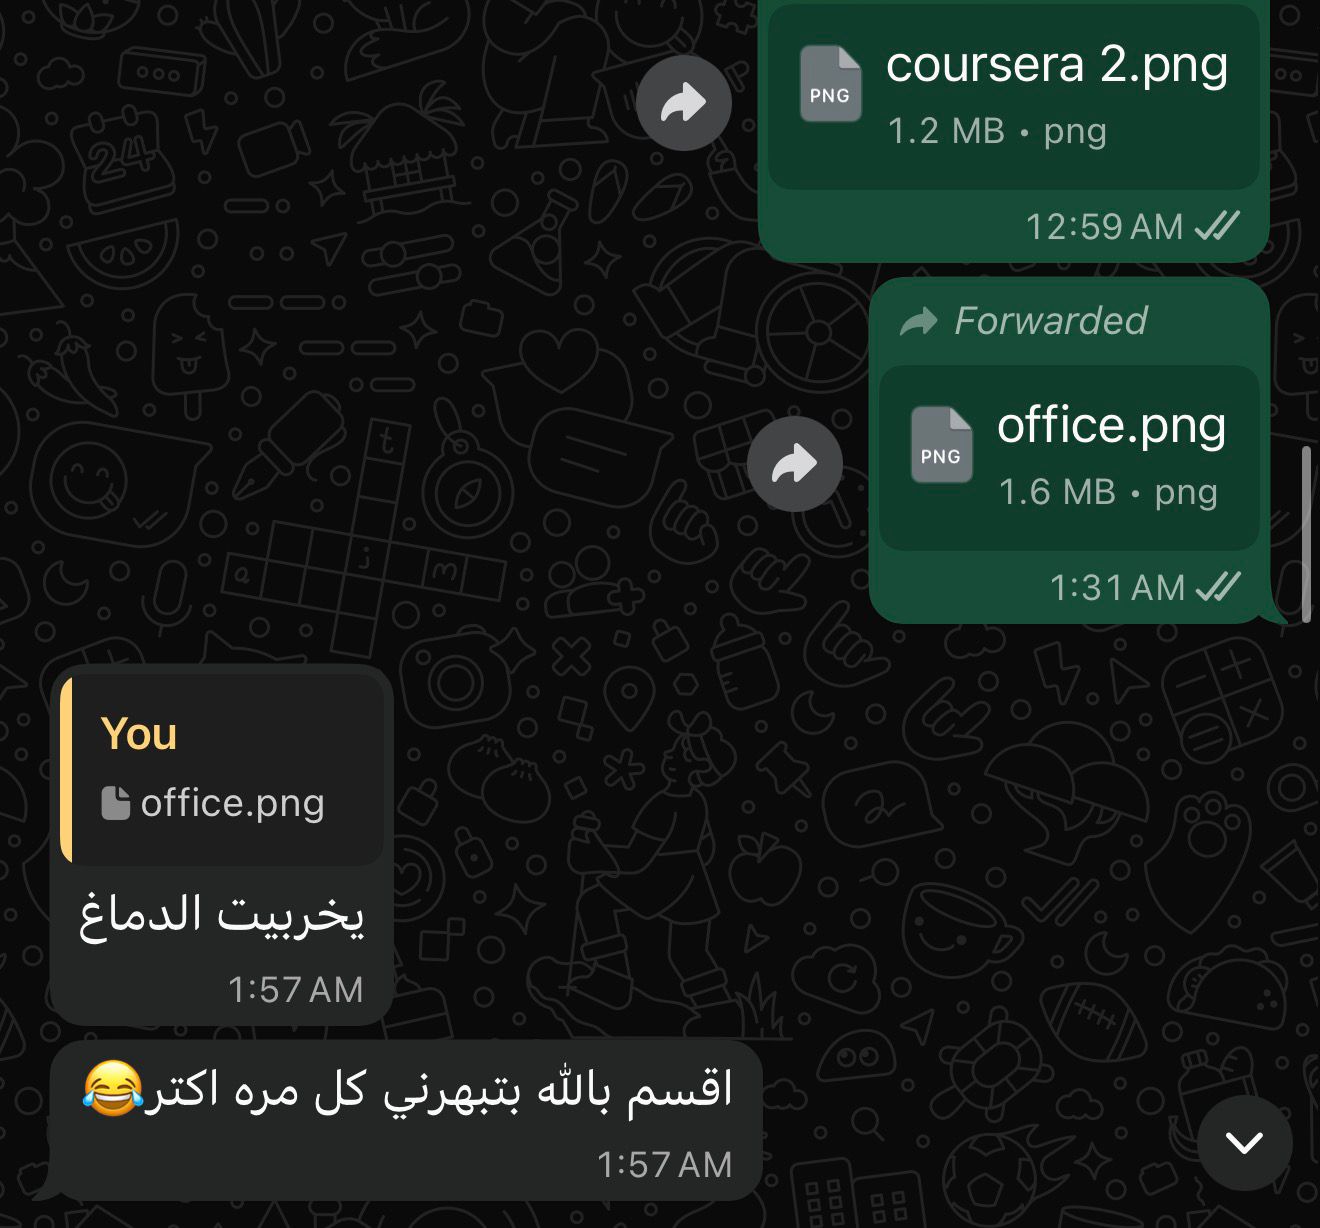 coursera 2.png
PNG
1.2 MB • png
12:59 AM
Forwarded
office.png
PNG
1.6 MB • png
1:31 AM
You
office.png
يخربيت الدماغ
1:57 AM
اقسم بالله بتبهرني كل مره اكتر😂
1:57 AM
24
t
a j m